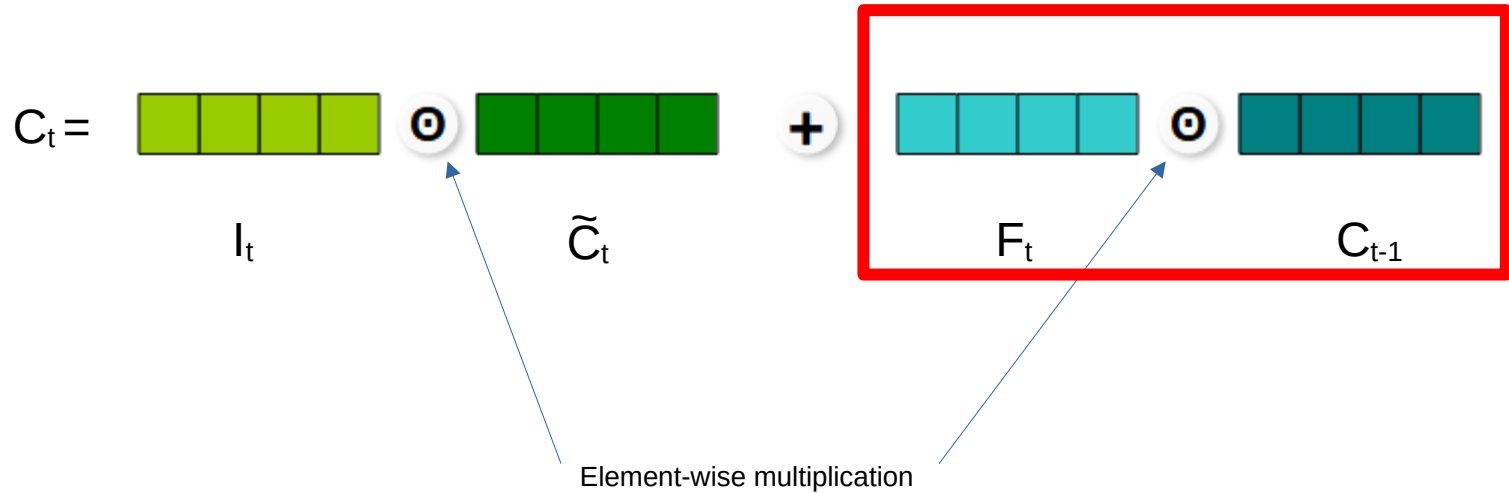 Cₜ = ⊙ + ⊙
Iₜ C̃ₜ Fₜ Cₜ₋₁
Element-wise multiplication